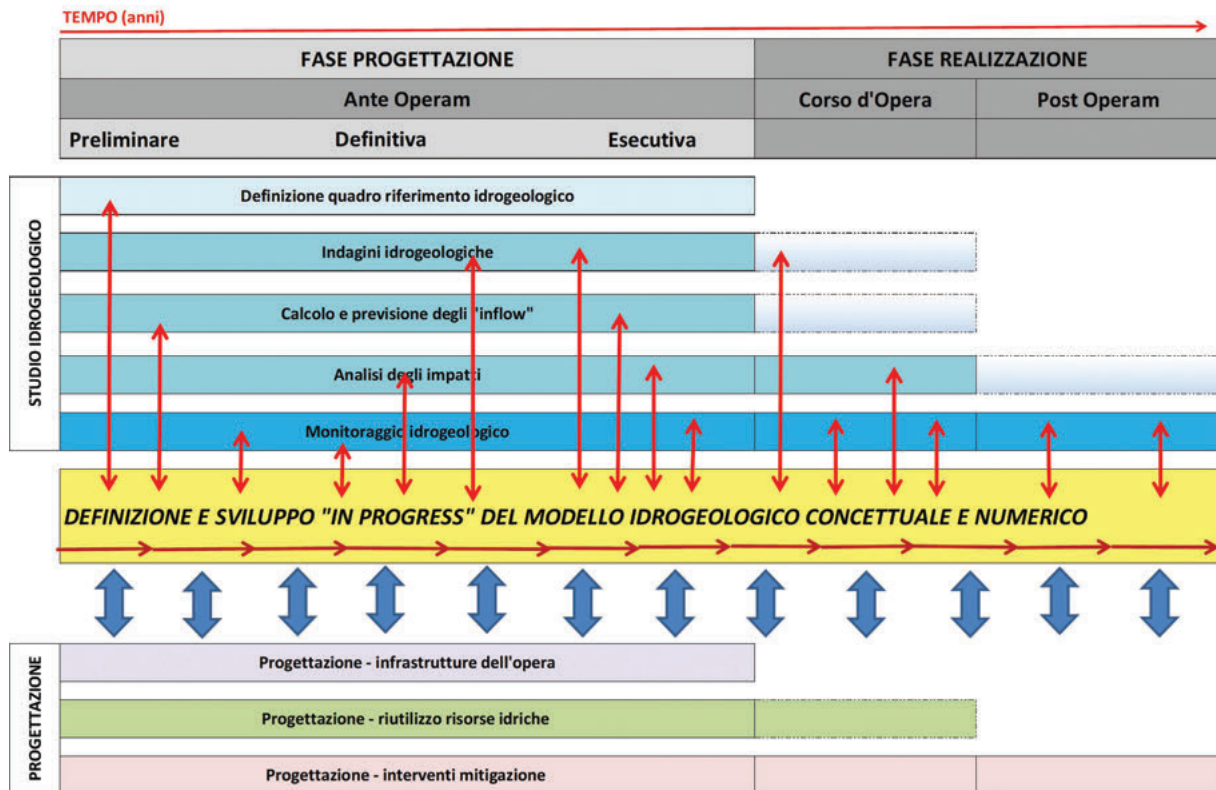 TEMPO (anni)
FASE PROGETTAZIONE FASE REALIZZAZIONE
Ante Operam Corso d'Opera Post Operam
Preliminare Definitiva Esecutiva
STUDIO IDROGEOLOGICO
Definizione quadro riferimento idrogeologico
Indagini idrogeologiche
Calcolo e previsione degli "inflow"
Analisi degli impatti
Monitoraggio idrogeologico
DEFINIZIONE E SVILUPPO "IN PROGRESS" DEL MODELLO IDROGEOLOGICO CONCETTUALE E NUMERICO
PROGETTAZIONE
Progettazione - infrastrutture dell'opera
Progettazione - riutilizzo risorse idriche
Progettazione - interventi mitigazione